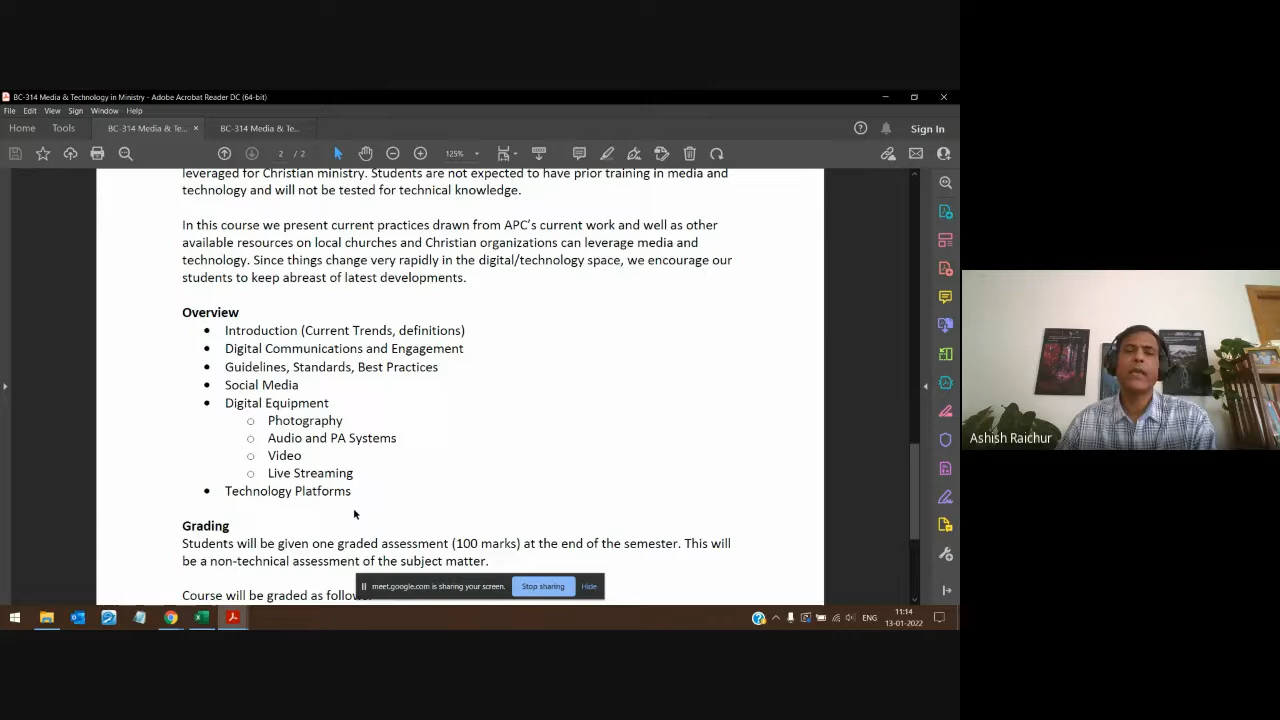 BC-314 Media & Technology in Ministry - Adobe Acrobat Reader DC (64-bit)
File Edit View Sign Window Help
Home Tools BC-314 Media & Te... × BC-314 Media & Te... Sign In
2 / 2 125%
leveraged for Christian ministry. Students are not expected to have prior training in media and
technology and will not be tested for technical knowledge.
In this course we present current practices drawn from APC's current work and well as other
available resources on local churches and Christian organizations can leverage media and
technology. Since things change very rapidly in the digital/technology space, we encourage our
students to keep abreast of latest developments.
Overview
• Introduction (Current Trends, definitions)
• Digital Communications and Engagement
• Guidelines, Standards, Best Practices
• Social Media
• Digital Equipment
○ Photography
○ Audio and PA Systems
○ Video
○ Live Streaming
• Technology Platforms
Grading
Students will be given one graded assessment (100 marks) at the end of the semester. This will
be a non-technical assessment of the subject matter.
Course will be graded as follows:
meet.google.com is sharing your screen. Stop sharing Hide
ENG 11:14
13-01-2022
Ashish Raichur